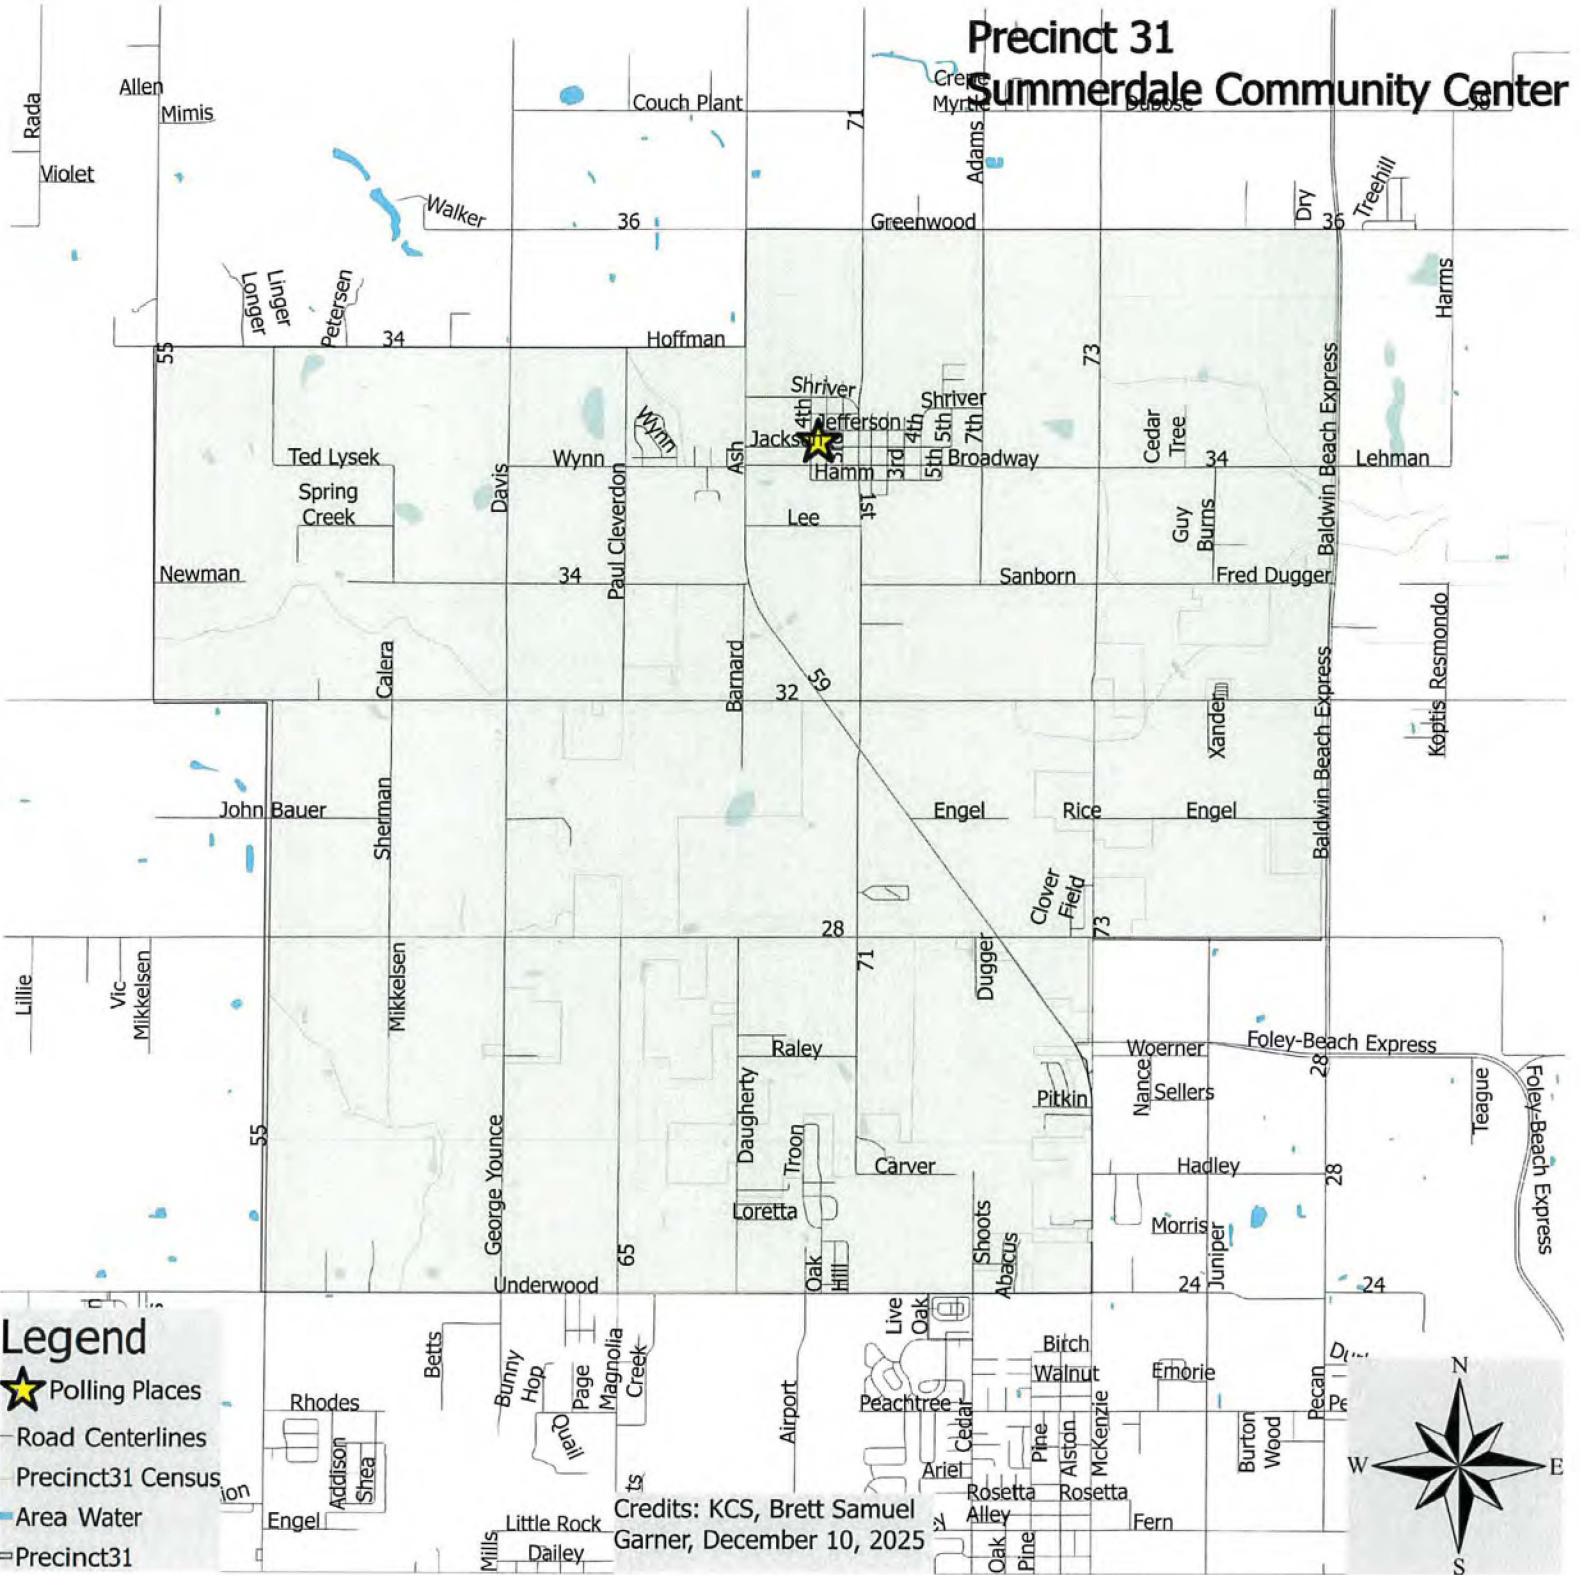 Precinct 31
Summerdale Community Center
Rada
Allen
Mimis
Violet
Couch Plant
71
Crepe
Myrtle
Dubose
Adams
Walker
36
Greenwood
Dry
36
Treehill
Harms
Longer
Linger
Petersen
34
Hoffman
55
73
Baldwin Beach Express
Shriver
4th
Jefferson
Shriver
4th
5th
7th
Wynn
Jackson
Cedar
Tree
Ted Lysek
Wynn
Ash
Hamm
3rd
5th
Broadway
34
Lehman
Spring
Creek
Davis
Paul Cleverdon
Lee
1st
Guy
Burns
Newman
34
Sanborn
Fred Dugger
Calera
Barnard
32
59
Xander
Baldwin Beach Express
Koptis
Resmondo
John Bauer
Sherman
Engel
Rice
Engel
Clover
Field
28
73
Lillie
Vic
Mikkelsen
Mikkelsen
71
Dugger
Raley
Woerner
Foley-Beach Express
28
Daugherty
Pitkin
Nance
Sellers
Teague
Foley-Beach Express
55
George Younce
Troon
Carver
Hadley
28
Loretta
Shoots
Morris
Juniper
65
Oak
Hill
Abacus
Underwood
24
24
Live
Oak
Legend
Polling Places
Road Centerlines
Precinct31 Census
Area Water
Precinct31
Betts
Bunny
Hop
Page
Magnolia
Creek
Birch
Walnut
Emorie
Rhodes
Quail
Airport
Peachtree
Cedar
Pine
Alston
McKenzie
Burton
Wood
Pecan
Addison
Shea
Ariel
Rosetta
Rosetta
Alley
Fern
Engel
Mills
Little Rock
Dailey
Oak
Pine
Credits: KCS, Brett Samuel
Garner, December 10, 2025
N
W
E
S